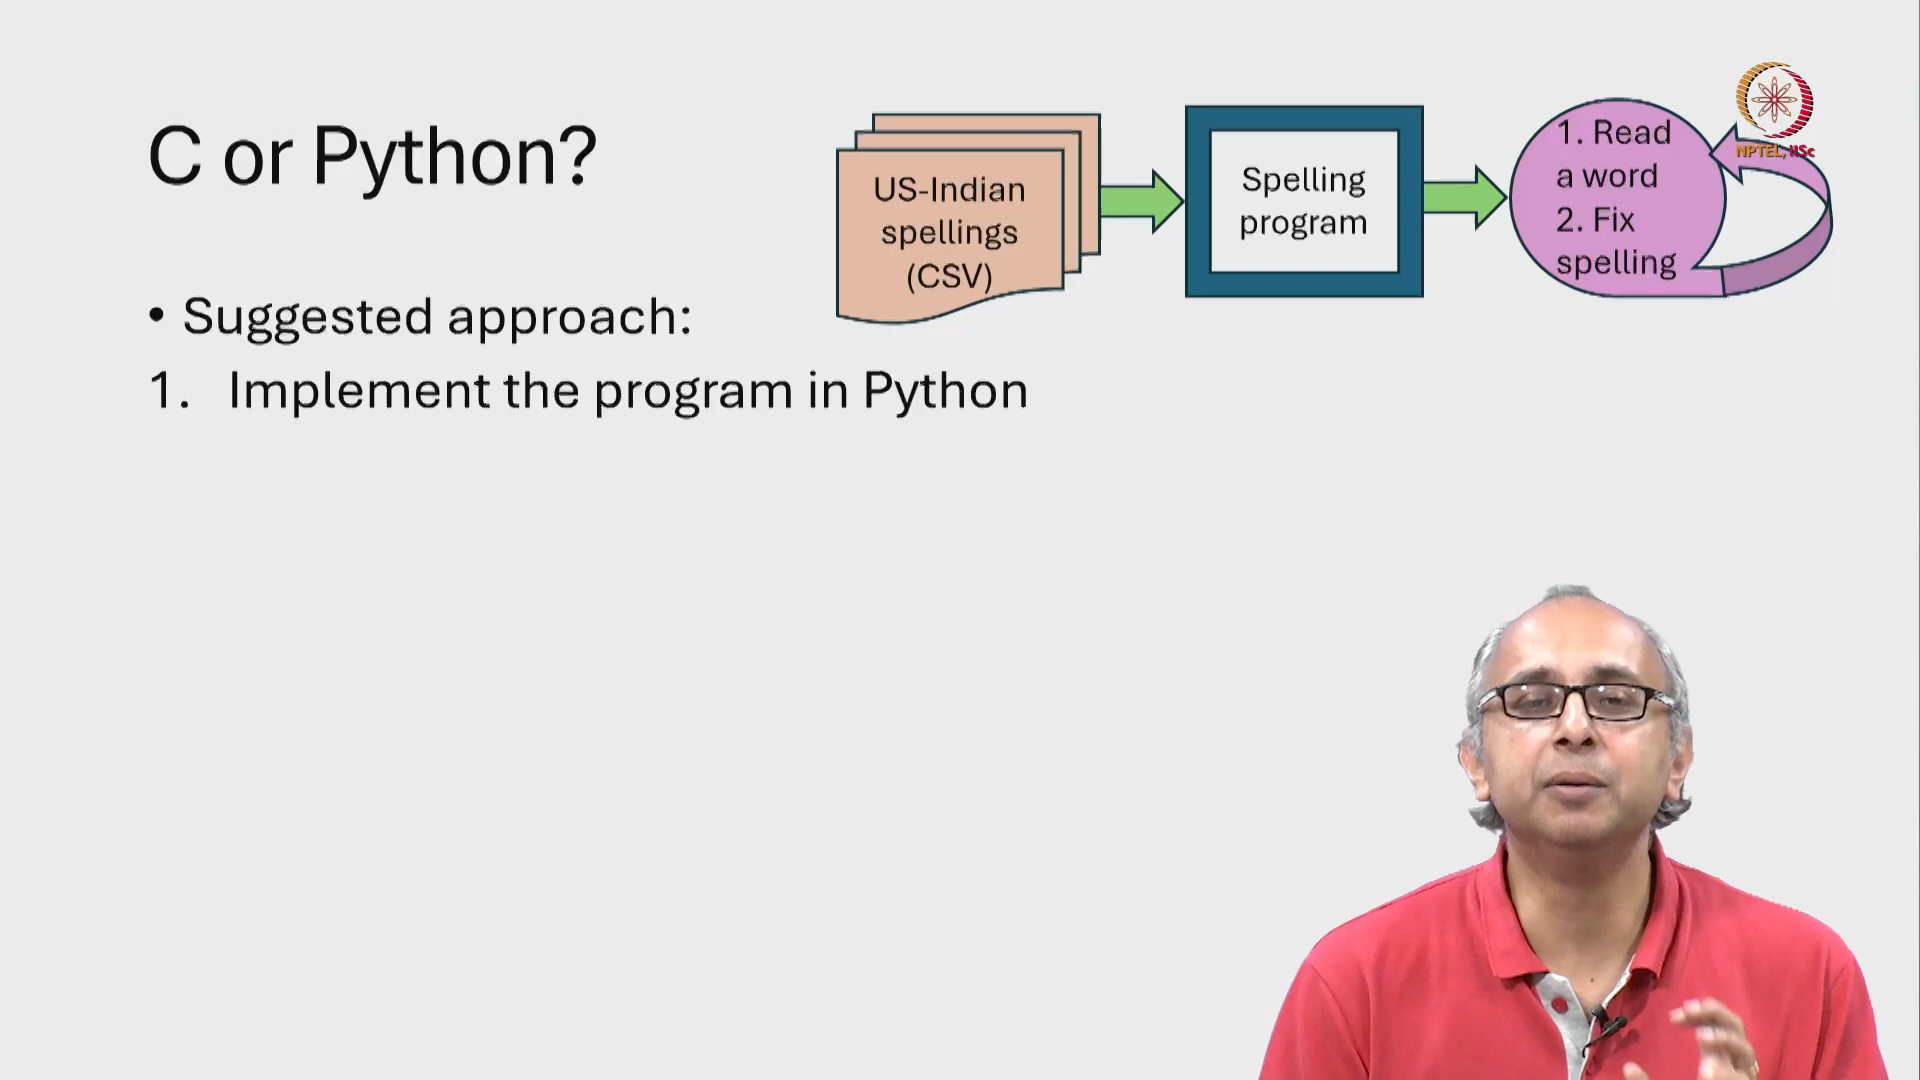 C or Python?
US-Indian
spellings
(CSV)
Spelling
program
1. Read
a word
2. Fix
spelling
NPTEL, IISc
• Suggested approach:
1. Implement the program in Python